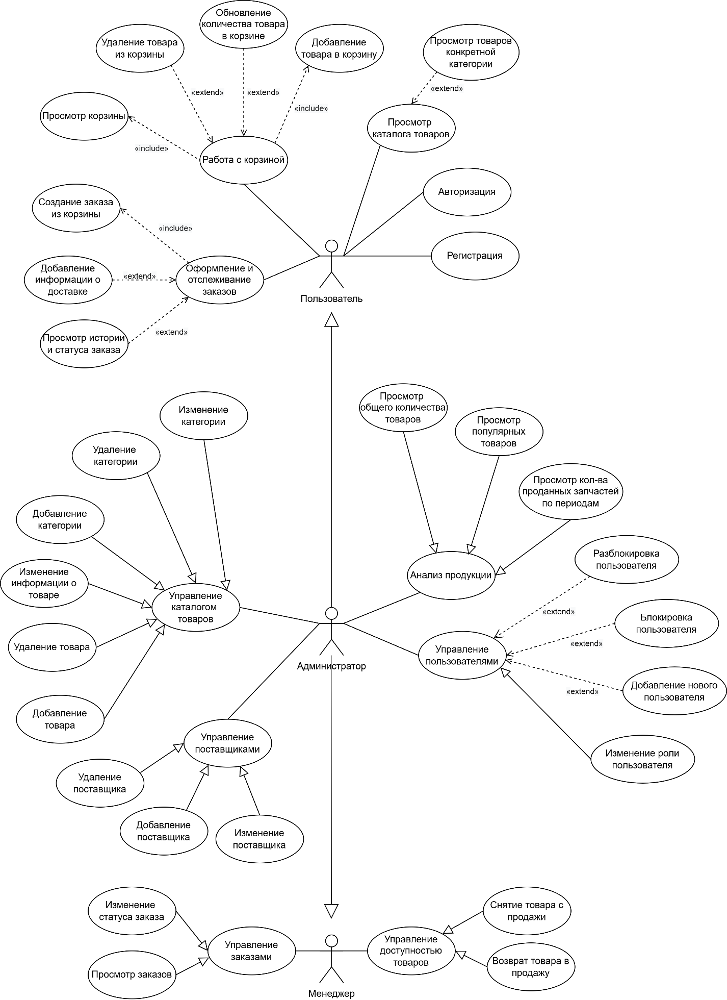 Обновление
количества товара
в корзине
Удаление товара
из корзины
Добавление
товара в корзину
Просмотр товаров
конкретной
категории
«extend»
«extend»
«extend»
«include»
Просмотр корзины
Просмотр
каталога товаров
«include»
Работа с корзиной
Авторизация
Создание заказа
из корзины
«include»
Регистрация
Добавление
информации о
доставке
«extend»
Оформление и
отслеживание
заказов
Пользователь
Просмотр истории
и статуса заказа
«extend»
Просмотр
общего количества
товаров
Изменение
категории
Просмотр
популярных
товаров
Удаление
категории
Просмотр кол-ва
проданных запчастей
по периодам
Добавление
категории
Разблокировка
пользователя
Изменение
информации о
товаре
Анализ продукции
Управление
каталогом
товаров
«extend»
Блокировка
пользователя
Удаление товара
«extend»
Управление
пользователями
Администратор
Добавление нового
пользователя
«extend»
Добавление
товара
Управление
поставщиками
Изменение роли
пользователя
Удаление
поставщика
Добавление
поставщика
Изменение
поставщика
Изменение
статуса заказа
Снятие товара с
продажи
Управление
заказами
Управление
доступностью
товаров
Просмотр заказов
Возврат товара в
продажу
Менеджер